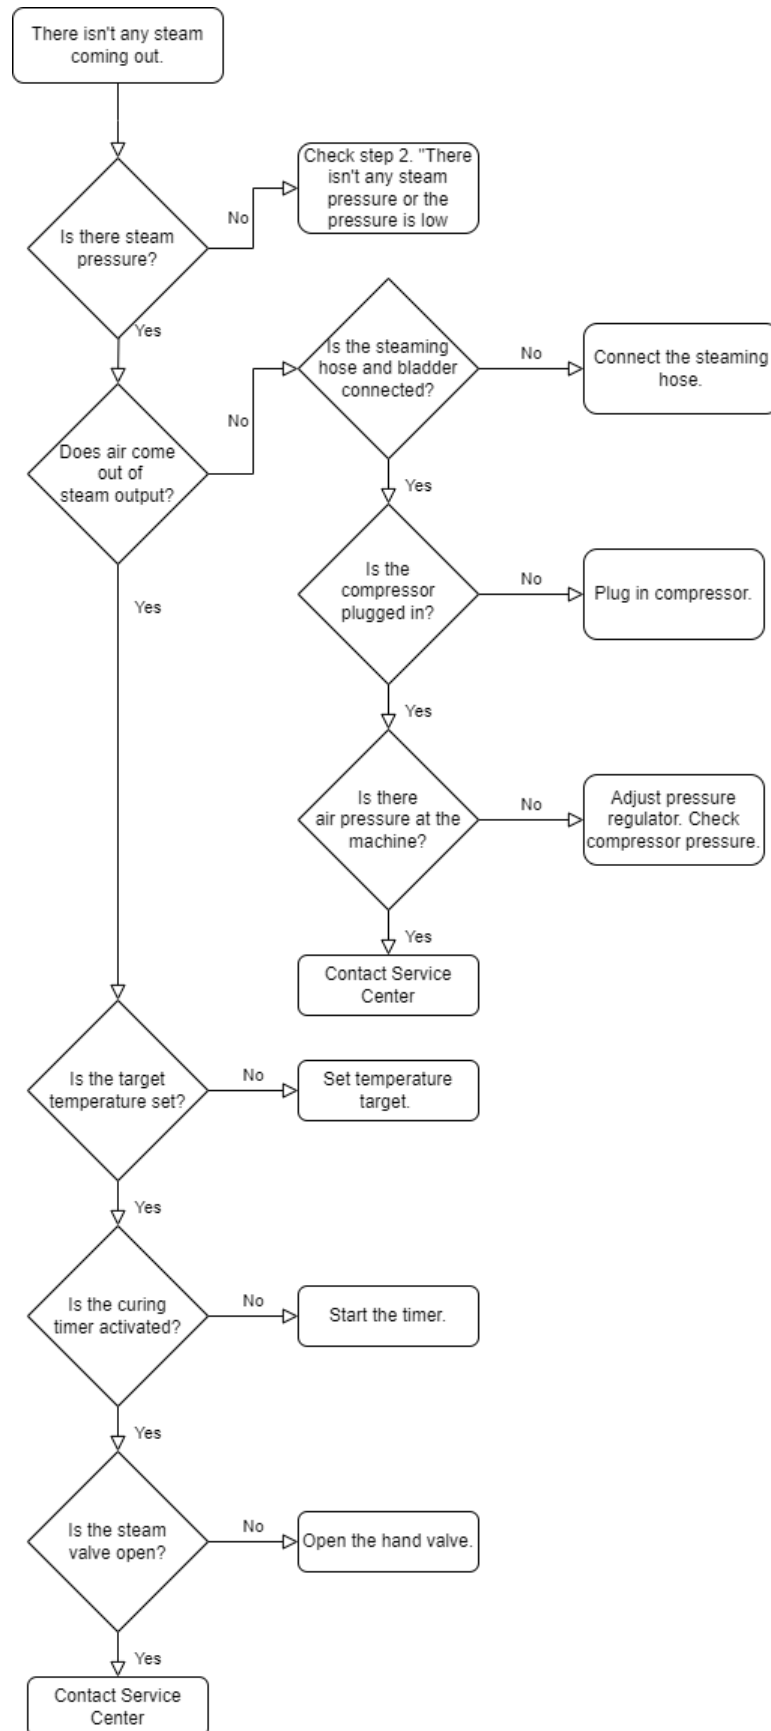 There isn't any steam
coming out.
Check step 2. "There
isn't any steam
pressure or the
pressure is low
No
Is there steam
pressure?
Yes
Is the steaming
hose and bladder
connected?
No
Connect the steaming
hose.
No
Does air come
out of
steam output?
Yes
Is the
compressor
plugged in?
No
Plug in compressor.
Yes
Yes
Is there
air pressure at the
machine?
No
Adjust pressure
regulator. Check
compressor pressure.
Yes
Contact Service
Center
Is the target
temperature set?
No
Set temperature
target.
Yes
Is the curing
timer activated?
No
Start the timer.
Yes
Is the steam
valve open?
No
Open the hand valve.
Yes
Contact Service
Center